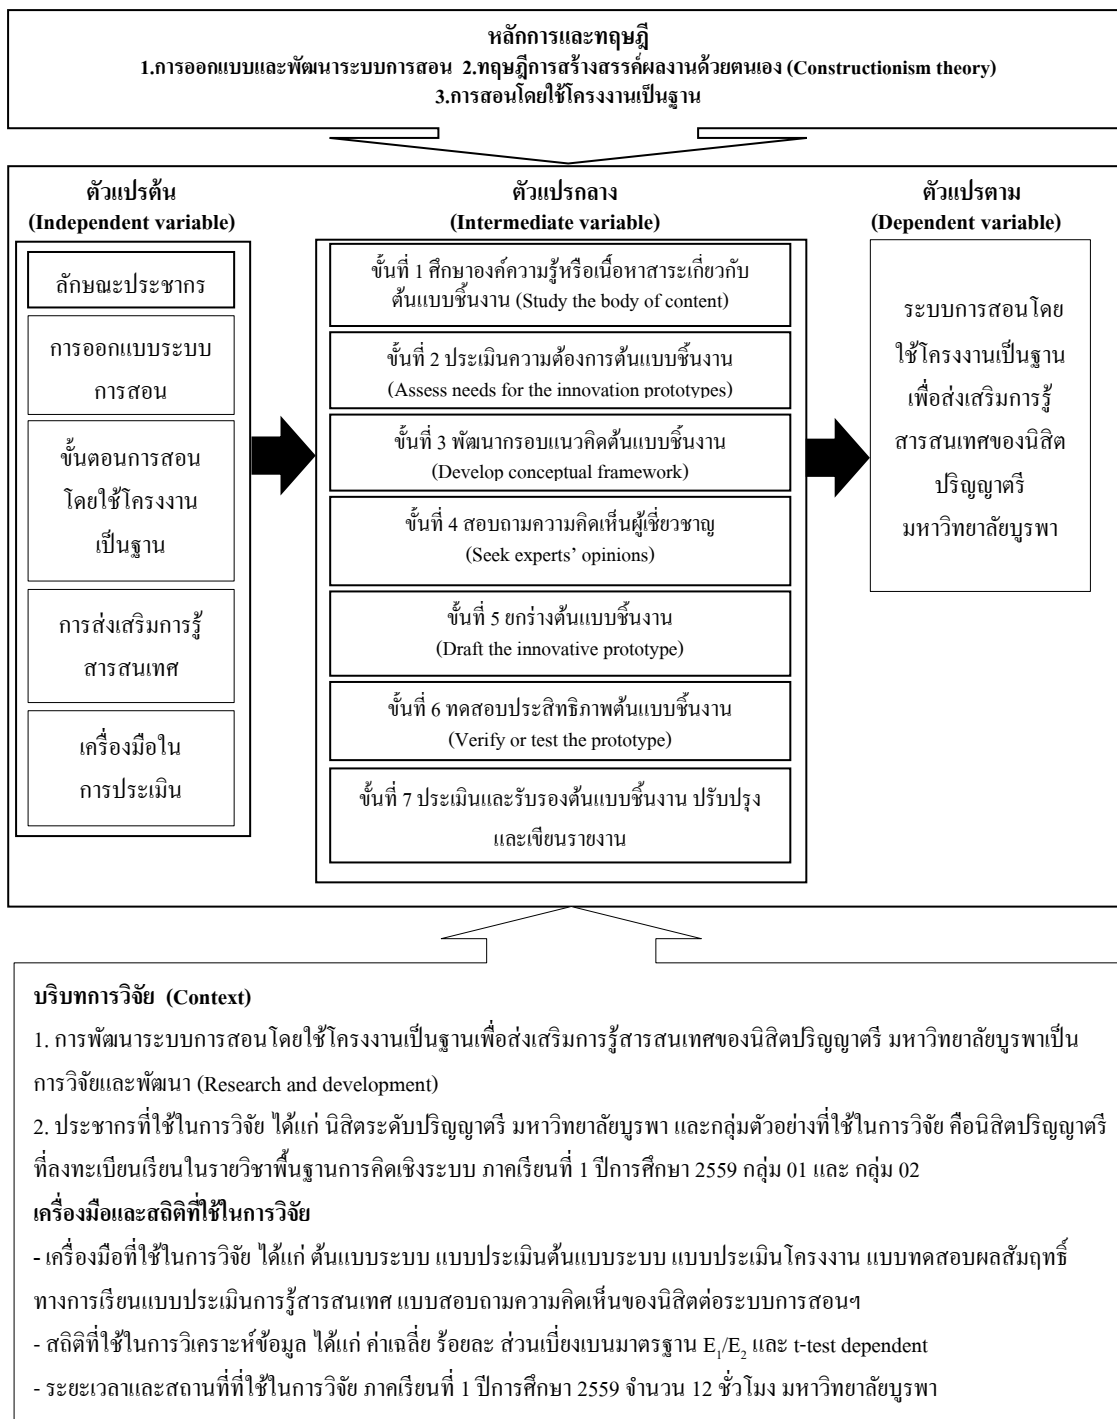 หลักการและทฤษฎี
1.การออกแบบและพัฒนาระบบการสอน 2.ทฤษฎีการสร้างสรรค์ผลงานด้วยตนเอง (Constructionism theory)
3.การสอนโดยใช้โครงงานเป็นฐาน
ตัวแปรต้น
(Independent variable)
ลักษณะประชากร
การออกแบบระบบ
การสอน
ขั้นตอนการสอน
โดยใช้โครงงาน
เป็นฐาน
การส่งเสริมการรู้
สารสนเทศ
เครื่องมือใน
การประเมิน
ตัวแปรกลาง
(Intermediate variable)
ขั้นที่ 1 ศึกษาองค์ความรู้หรือเนื้อหาสาระเกี่ยวกับ
ต้นแบบชิ้นงาน (Study the body of content)
ขั้นที่ 2 ประเมินความต้องการต้นแบบชิ้นงาน
(Assess needs for the innovation prototypes)
ขั้นที่ 3 พัฒนากรอบแนวคิดต้นแบบชิ้นงาน
(Develop conceptual framework)
ขั้นที่ 4 สอบถามความคิดเห็นผู้เชี่ยวชาญ
(Seek experts’ opinions)
ขั้นที่ 5 ยกร่างต้นแบบชิ้นงาน
(Draft the innovative prototype)
ขั้นที่ 6 ทดสอบประสิทธิภาพต้นแบบชิ้นงาน
(Verify or test the prototype)
ขั้นที่ 7 ประเมินและรับรองต้นแบบชิ้นงาน ปรับปรุง
และเขียนรายงาน
ตัวแปรตาม
(Dependent variable)
ระบบการสอนโดย
ใช้โครงงานเป็นฐาน
เพื่อส่งเสริมการรู้
สารสนเทศของนิสิต
ปริญญาตรี
มหาวิทยาลัยบูรพา
บริบทการวิจัย (Context)
1. การพัฒนาระบบการสอนโดยใช้โครงงานเป็นฐานเพื่อส่งเสริมการรู้สารสนเทศของนิสิตปริญญาตรี มหาวิทยาลัยบูรพาเป็น
การวิจัยและพัฒนา (Research and development)
2. ประชากรที่ใช้ในการวิจัย ได้แก่ นิสิตระดับปริญญาตรี มหาวิทยาลัยบูรพา และกลุ่มตัวอย่างที่ใช้ในการวิจัย คือนิสิตปริญญาตรี
ที่ลงทะเบียนเรียนในรายวิชาพื้นฐานการคิดเชิงระบบ ภาคเรียนที่ 1 ปีการศึกษา 2559 กลุ่ม 01 และ กลุ่ม 02
เครื่องมือและสถิติที่ใช้ในการวิจัย
- เครื่องมือที่ใช้ในการวิจัย ได้แก่ ต้นแบบระบบ แบบประเมินต้นแบบระบบ แบบประเมินโครงงาน แบบทดสอบผลสัมฤทธิ์
ทางการเรียนแบบประเมินการรู้สารสนเทศ แบบสอบถามความคิดเห็นของนิสิตต่อระบบการสอนฯ
- สถิติที่ใช้ในการวิเคราะห์ข้อมูล ได้แก่ ค่าเฉลี่ย ร้อยละ ส่วนเบี่ยงเบนมาตรฐาน E₁/E₂ และ t-test dependent
- ระยะเวลาและสถานที่ที่ใช้ในการวิจัย ภาคเรียนที่ 1 ปีการศึกษา 2559 จำนวน 12 ชั่วโมง มหาวิทยาลัยบูรพา